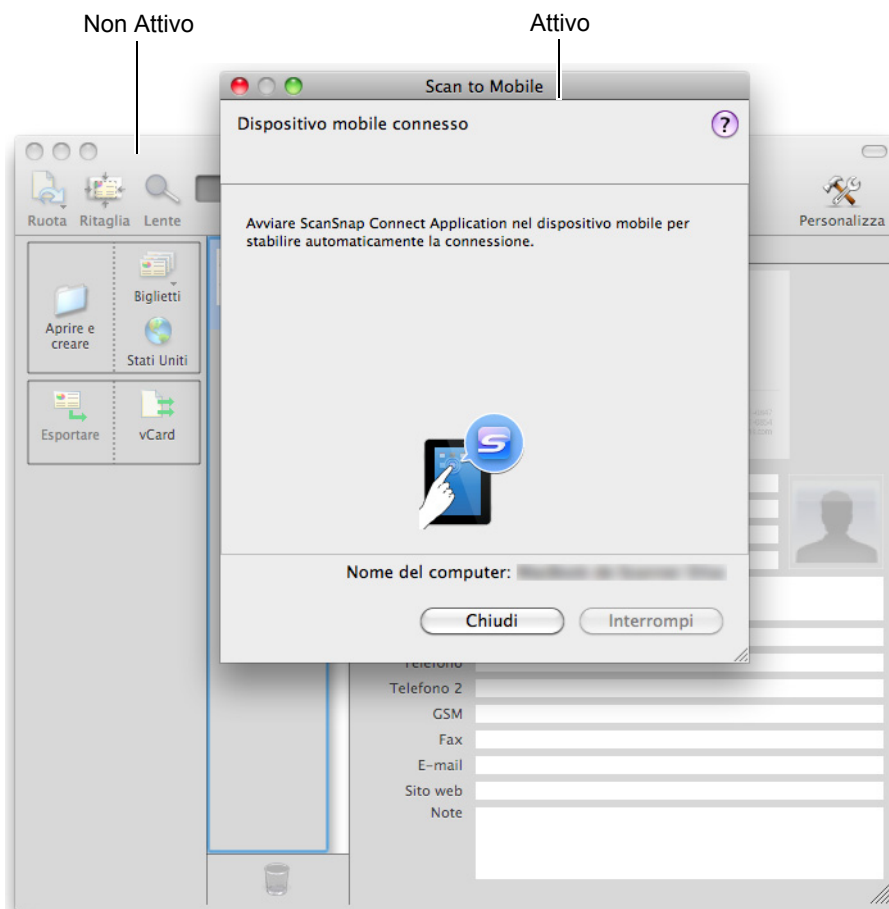 Non Attivo
Attivo
Scan to Mobile
Dispositivo mobile connesso
?
Ruota Ritaglia Lente
Personalizza
Avviare ScanSnap Connect Application nel dispositivo mobile per
stabilire automaticamente la connessione.
Aprire e
creare
Biglietti
Stati Uniti
Esportare
vCard
S
Nome del computer:
Chiudi
Interrompi
Telefono
Telefono 2
GSM
Fax
E-mail
Sito web
Note